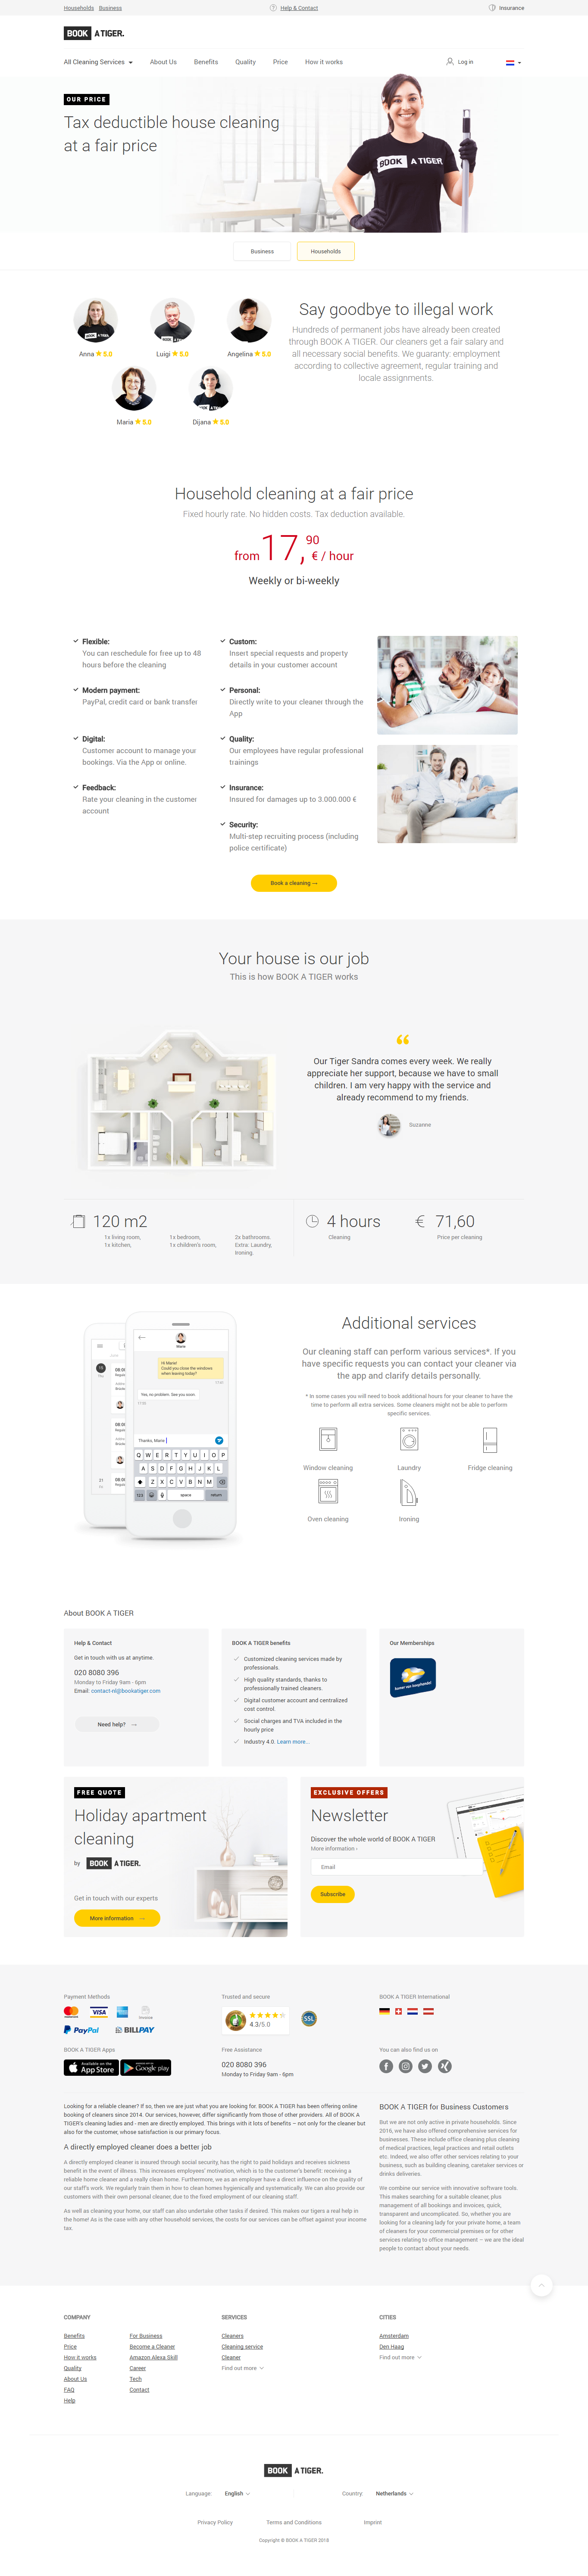 Households Business
Help & Contact
Insurance
BOOK A TIGER.
All Cleaning Services
About Us
Benefits
Quality
Price
How it works
Log in
OUR PRICE
Tax deductible house cleaning
at a fair price
BOOK A TIGER
Business
Households
Anna 5.0
Luigi 5.0
Angelina 5.0
Maria 5.0
Dijana 5.0
Say goodbye to illegal work
Hundreds of permanent jobs have already been created
through BOOK A TIGER. Our cleaners get a fair salary and
all necessary social benefits. We guaranty: employment
according to collective agreement, regular training and
locale assignments.
Household cleaning at a fair price
Fixed hourly rate. No hidden costs. Tax deduction available.
from 17,90 € / hour
Weekly or bi-weekly
Flexible:
You can reschedule for free up to 48
hours before the cleaning
Modern payment:
PayPal, credit card or bank transfer
Digital:
Customer account to manage your
bookings. Via the App or online.
Feedback:
Rate your cleaning in the customer
account
Custom:
Insert special requests and property
details in your customer account
Personal:
Directly write to your cleaner through the
App
Quality:
Our employees have regular professional
trainings
Insurance:
Insured for damages up to 3.000.000 €
Security:
Multi-step recruiting process (including
police certificate)
Book a cleaning →
Your house is our job
This is how BOOK A TIGER works
Our Tiger Sandra comes every week. We really
appreciate her support, because we have to small
children. I am very happy with the service and
already recommend to my friends.
Suzanne
120 m2
1x living room,
1x kitchen,
1x bedroom,
1x children's room,
2x bathrooms.
Extra: Laundry,
Ironing.
4 hours
Cleaning
€ 71,60
Price per cleaning
Marie
Hi Marie!
Could you close the windows
when leaving today?
Yes, no problem. See you soon.
Thanks, Marie
Q W E R T Y U I O P
A S D F G H J K L
Z X C V B N M
123 space return
Additional services
Our cleaning staff can perform various services*. If you
have specific requests you can contact your cleaner via
the app and clarify details personally.
* In some cases you will need to book additional hours for your cleaner to have the
time to perform all extra services. Some cleaners might not be able to perform
specific services.
Window cleaning
Laundry
Fridge cleaning
Oven cleaning
Ironing
About BOOK A TIGER
Help & Contact
Get in touch with us at anytime.
020 8080 396
Monday to Friday 9am - 6pm
Email: contact-nl@bookatiger.com
Need help? →
BOOK A TIGER benefits
Customized cleaning services made by
professionals.
High quality standards, thanks to
professionally trained cleaners.
Digital customer account and centralized
cost control.
Social charges and TVA included in the
hourly price
Industry 4.0. Learn more...
Our Memberships
kamer van koophandel
FREE QUOTE
Holiday apartment
cleaning
by BOOK A TIGER.
Get in touch with our experts
More information →
EXCLUSIVE OFFERS
Newsletter
Discover the whole world of BOOK A TIGER
More information ›
Email
Subscribe
Payment Methods
VISA
PayPal
BILLPAY
Trusted and secure
4.3/5.0
SSL
BOOK A TIGER International
BOOK A TIGER Apps
Available on the
App Store
Google play
Free Assistance
020 8080 396
Monday to Friday 9am - 6pm
You can also find us on
Looking for a reliable cleaner? If so, then we are just what you are looking for. BOOK A TIGER has been offering online
booking of cleaners since 2014. Our services, however, differ significantly from those of other providers. All of BOOK A
TIGER's cleaning ladies and - men are directly employed. This brings with it lots of benefits – not only for the cleaner but
also for the customer, whose satisfaction is our primary focus.
A directly employed cleaner does a better job
A directly employed cleaner is insured through social security, has the right to paid holidays and receives sickness
benefit in the event of illness. This increases employees' motivation, which is to the customer's benefit: receiving a
reliable home cleaner and a really clean home. Furthermore, we as an employer have a direct influence on the quality
of our staff's work. We regularly train them in how to clean homes hygienically and systematically. We can also provide our
customers with their own personal cleaner, due to the fixed employment of our cleaning staff.
As well as cleaning your home, our staff can also undertake other tasks if desired. This makes our tigers a real help in
the home! As is the case with any other household services, the costs for our services can be offset against your income
tax.
BOOK A TIGER for Business Customers
But we are not only active in private households. Since
2016, we have also offered comprehensive services for
businesses. These include office cleaning plus cleaning
of medical practices, legal practices and retail outlets
etc. Indeed, we also offer other services relating to your
business, such as building cleaning, caretaker services or
drinks deliveries.
We combine our service with innovative software tools.
This makes searching for a suitable cleaner, plus
management of all bookings and invoices, quick,
transparent and uncomplicated. So, whether you are
looking for a cleaning lady for your private home, a team
of cleaners for your commercial premises or for other
services relating to office management – we are the ideal
people to contact about your needs.
COMPANY
Benefits
Price
How it works
Quality
About Us
FAQ
Help
For Business
Become a Cleaner
Amazon Alexa Skill
Career
Tech
Contact
SERVICES
Cleaners
Cleaning service
Cleaner
Find out more
CITIES
Amsterdam
Den Haag
Find out more
BOOK A TIGER.
Language: English
Country: Netherlands
Privacy Policy
Terms and Conditions
Imprint
Copyright © BOOK A TIGER 2018